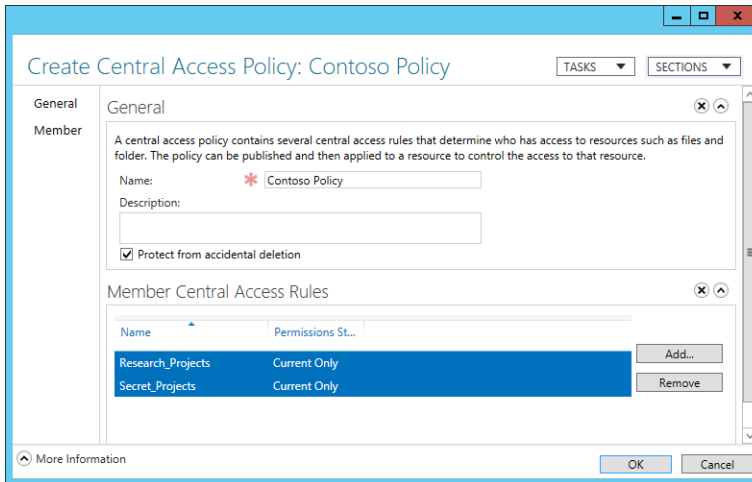 Create Central Access Policy: Contoso Policy
TASKS
SECTIONS
General
Member
General
A central access policy contains several central access rules that determine who has access to resources such as files and
folder. The policy can be published and then applied to a resource to control the access to that resource.
Name:
* Contoso Policy
Description:
Protect from accidental deletion
Member Central Access Rules
Name
Permissions St...
Research_Projects
Current Only
Secret_Projects
Current Only
Add...
Remove
More Information
OK
Cancel